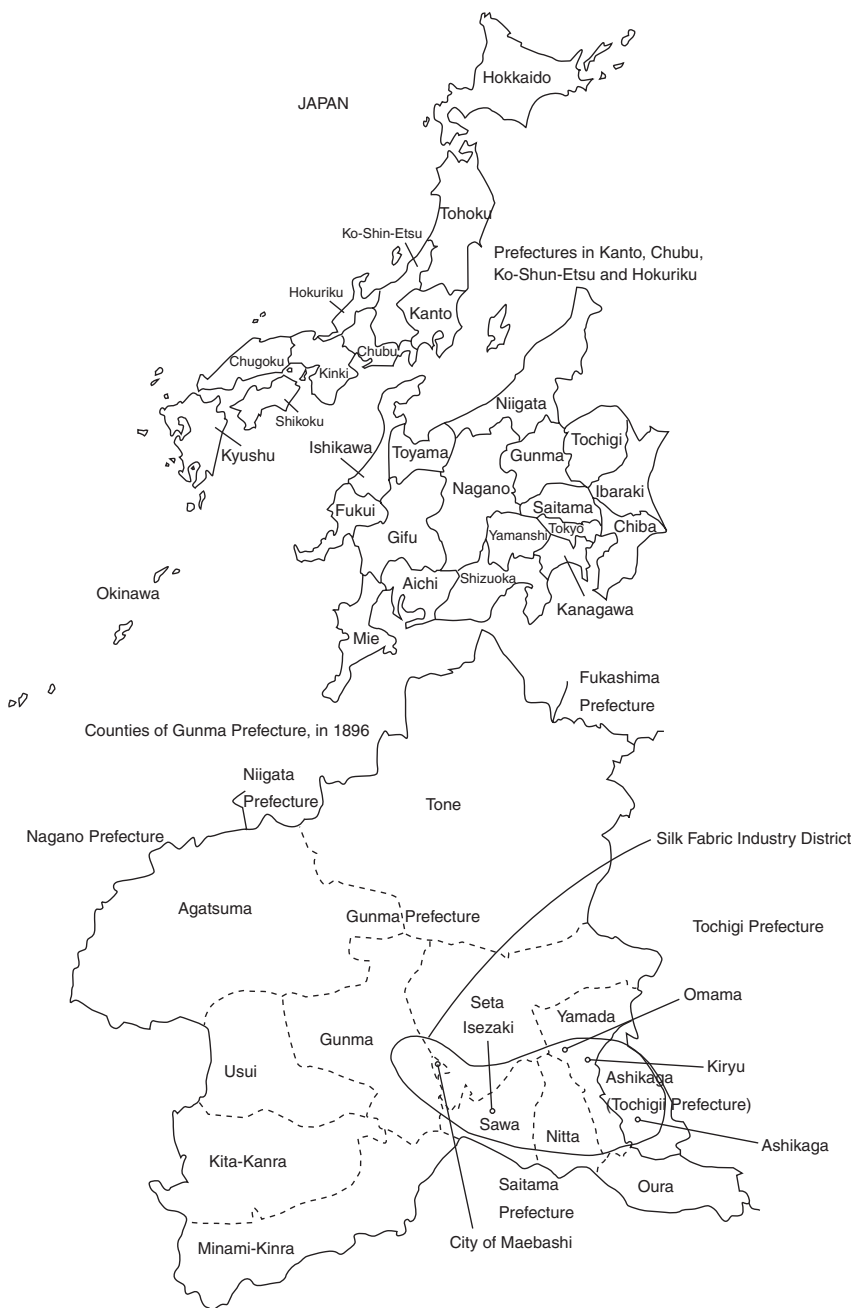 Hokkaido
JAPAN
Tohoku
Ko-Shin-Etsu
Prefectures in Kanto, Chubu,
Ko-Shun-Etsu and Hokuriku
Hokuriku
Kanto
Chubu
Chugoku
Kinki
Shikoku
Kyushu
Niigata
Ishikawa
Toyama
Gunma
Tochigi
Nagano
Ibaraki
Fukui
Saitama
Tokyo
Chiba
Gifu
Yamanshi
Aichi
Shizuoka
Okinawa
Kanagawa
Mie
Fukashima
Prefecture
Counties of Gunma Prefecture, in 1896
Niigata
Prefecture
Tone
Nagano Prefecture
Silk Fabric Industry District
Agatsuma
Gunma Prefecture
Tochigi Prefecture
Seta
Omama
Isezaki
Yamada
Gunma
Usui
Kiryu
Ashikaga
(Tochigii Prefecture)
Sawa
Nitta
Ashikaga
Kita-Kanra
Saitama
Prefecture
Oura
Minami-Kinra
City of Maebashi